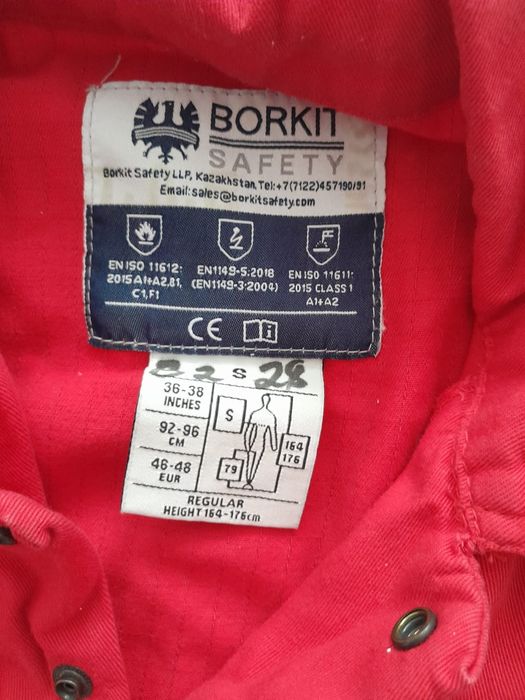 BORKIT
SAFETY
Borkit Safety LLP, Kazakhstan, Tel:+7(7122)457190/91
Email:sales@borkitsafety.com
EN ISO 11612:
2015 A1+A2,B1,
C1,F1
EN1149-5:2018
(EN1149-3:2004)
EN ISO 11611:
2015 CLASS 1
A1+A2
CE
i
S 28
36-38
INCHES
92-96
CM
46-48
EUR
S
79
164
176
REGULAR
HEIGHT 164-176cm